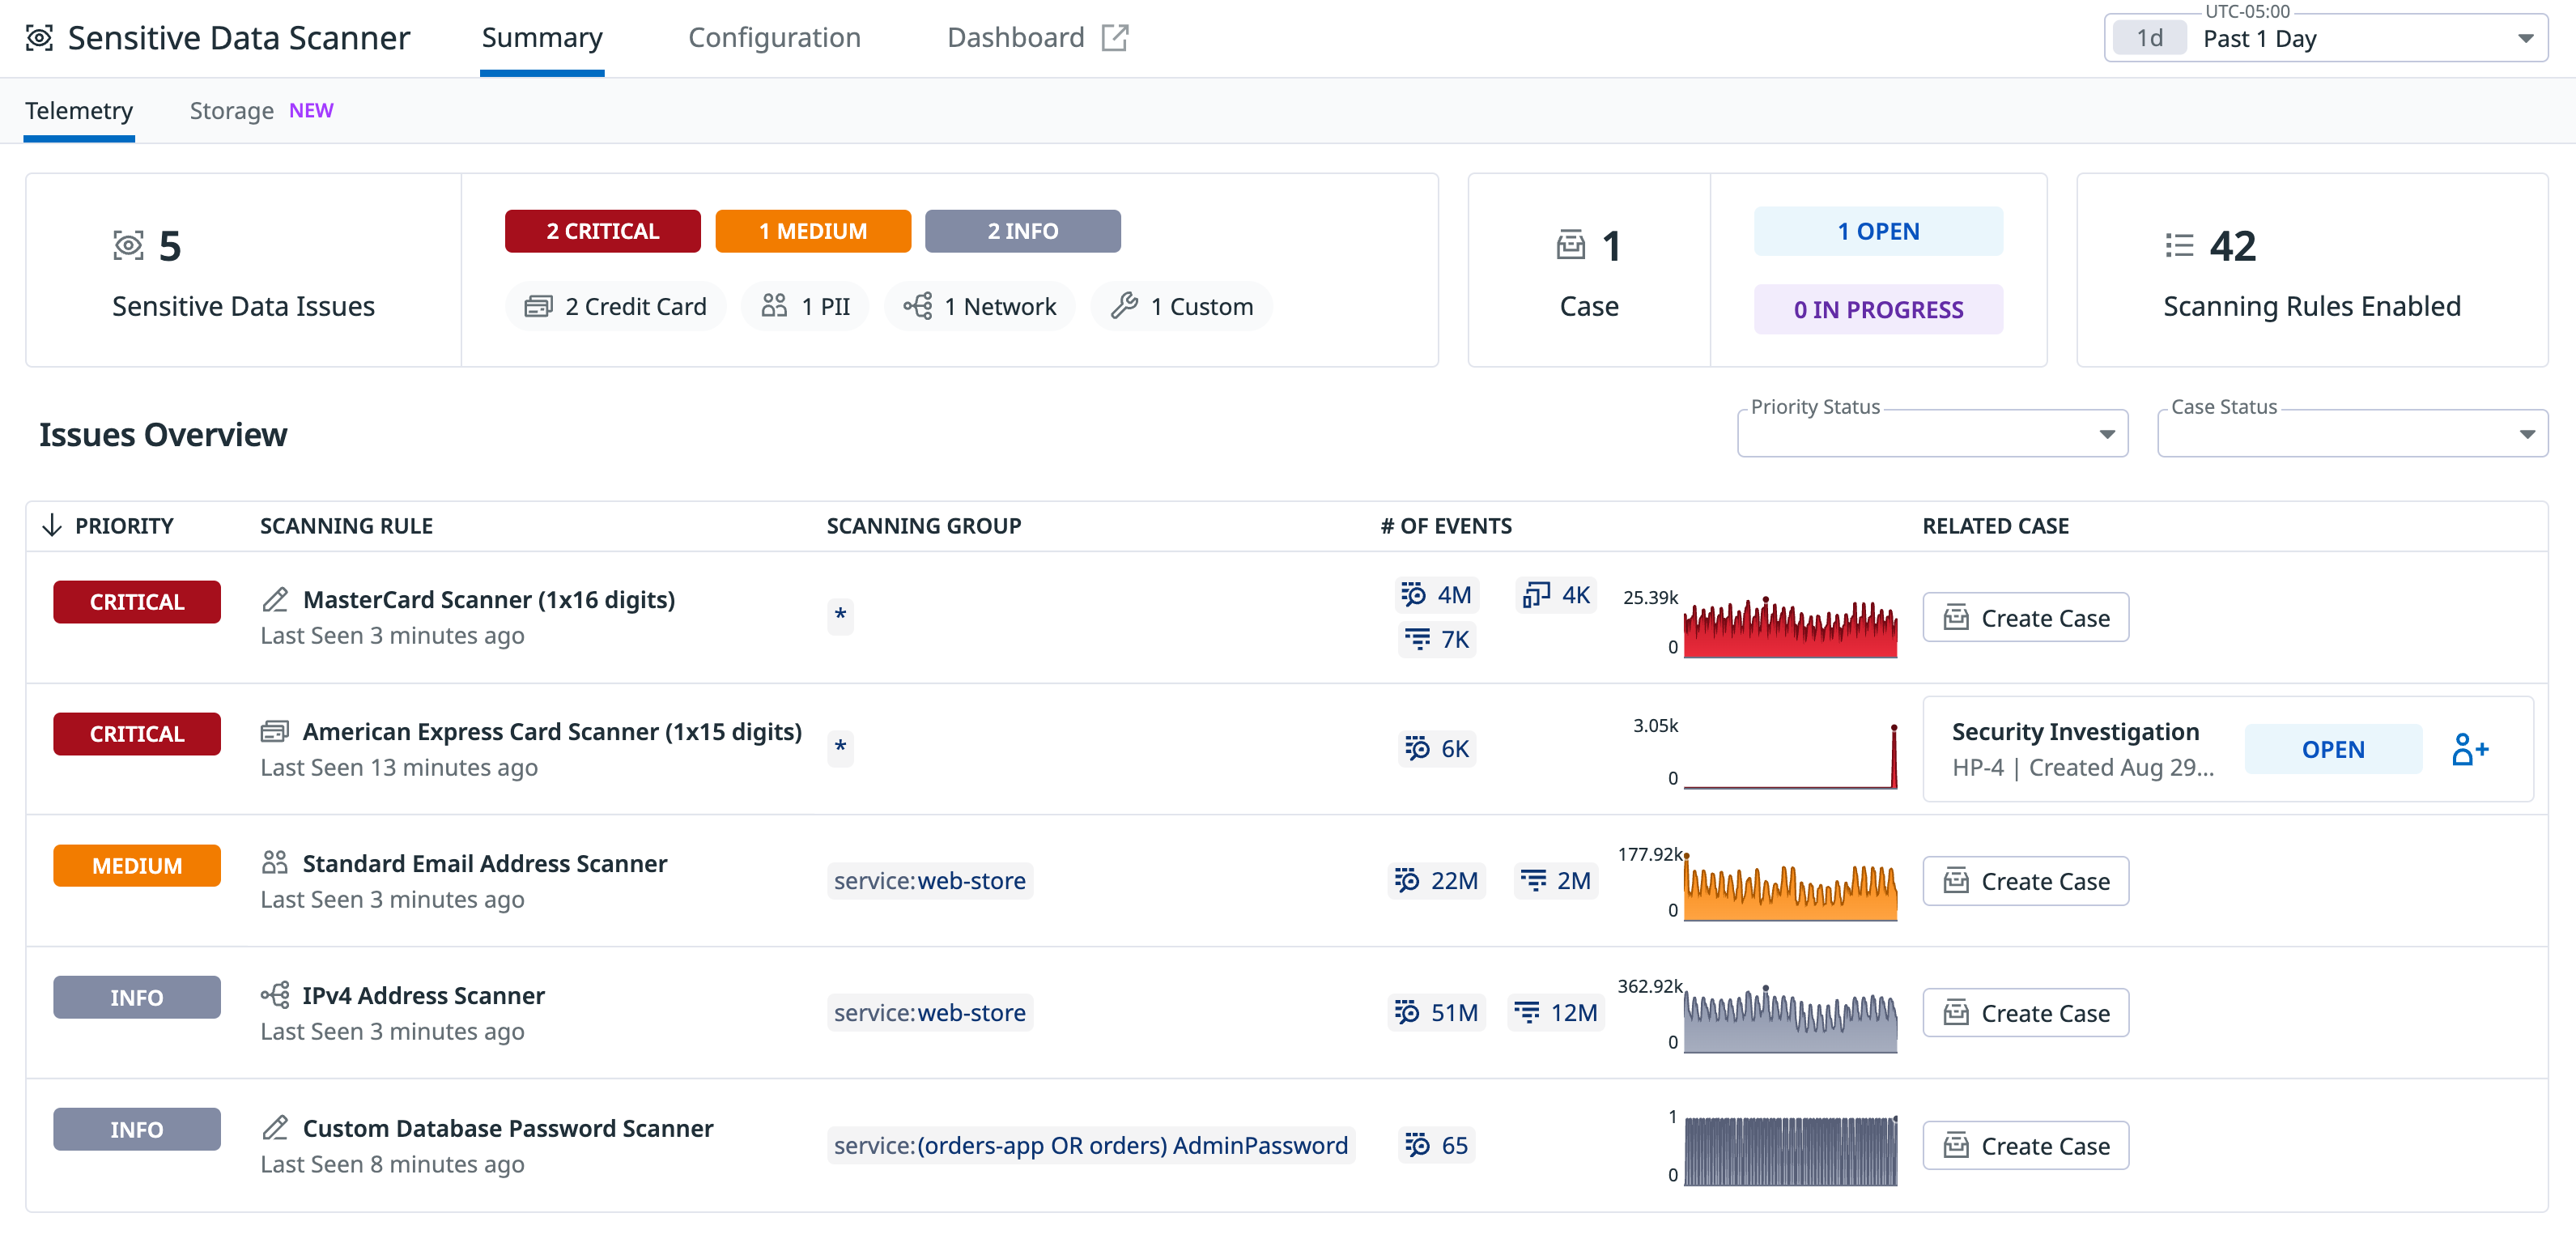 Sensitive Data Scanner
Summary
Configuration
Dashboard
UTC-05:00
1d Past 1 Day
Telemetry
Storage NEW
5
Sensitive Data Issues
2 CRITICAL
1 MEDIUM
2 INFO
2 Credit Card
1 PII
1 Network
1 Custom
1
Case
1 OPEN
0 IN PROGRESS
42
Scanning Rules Enabled
Issues Overview
Priority Status
Case Status
PRIORITY
SCANNING RULE
SCANNING GROUP
# OF EVENTS
RELATED CASE
CRITICAL
MasterCard Scanner (1x16 digits)
Last Seen 3 minutes ago
*
4M
4K
7K
25.39k
0
Create Case
CRITICAL
American Express Card Scanner (1x15 digits)
Last Seen 13 minutes ago
*
6K
3.05k
0
Security Investigation
HP-4 | Created Aug 29...
OPEN
MEDIUM
Standard Email Address Scanner
Last Seen 3 minutes ago
service:web-store
22M
2M
177.92k
0
Create Case
INFO
IPv4 Address Scanner
Last Seen 3 minutes ago
service:web-store
51M
12M
362.92k
0
Create Case
INFO
Custom Database Password Scanner
Last Seen 8 minutes ago
service:(orders-app OR orders) AdminPassword
65
1
0
Create Case